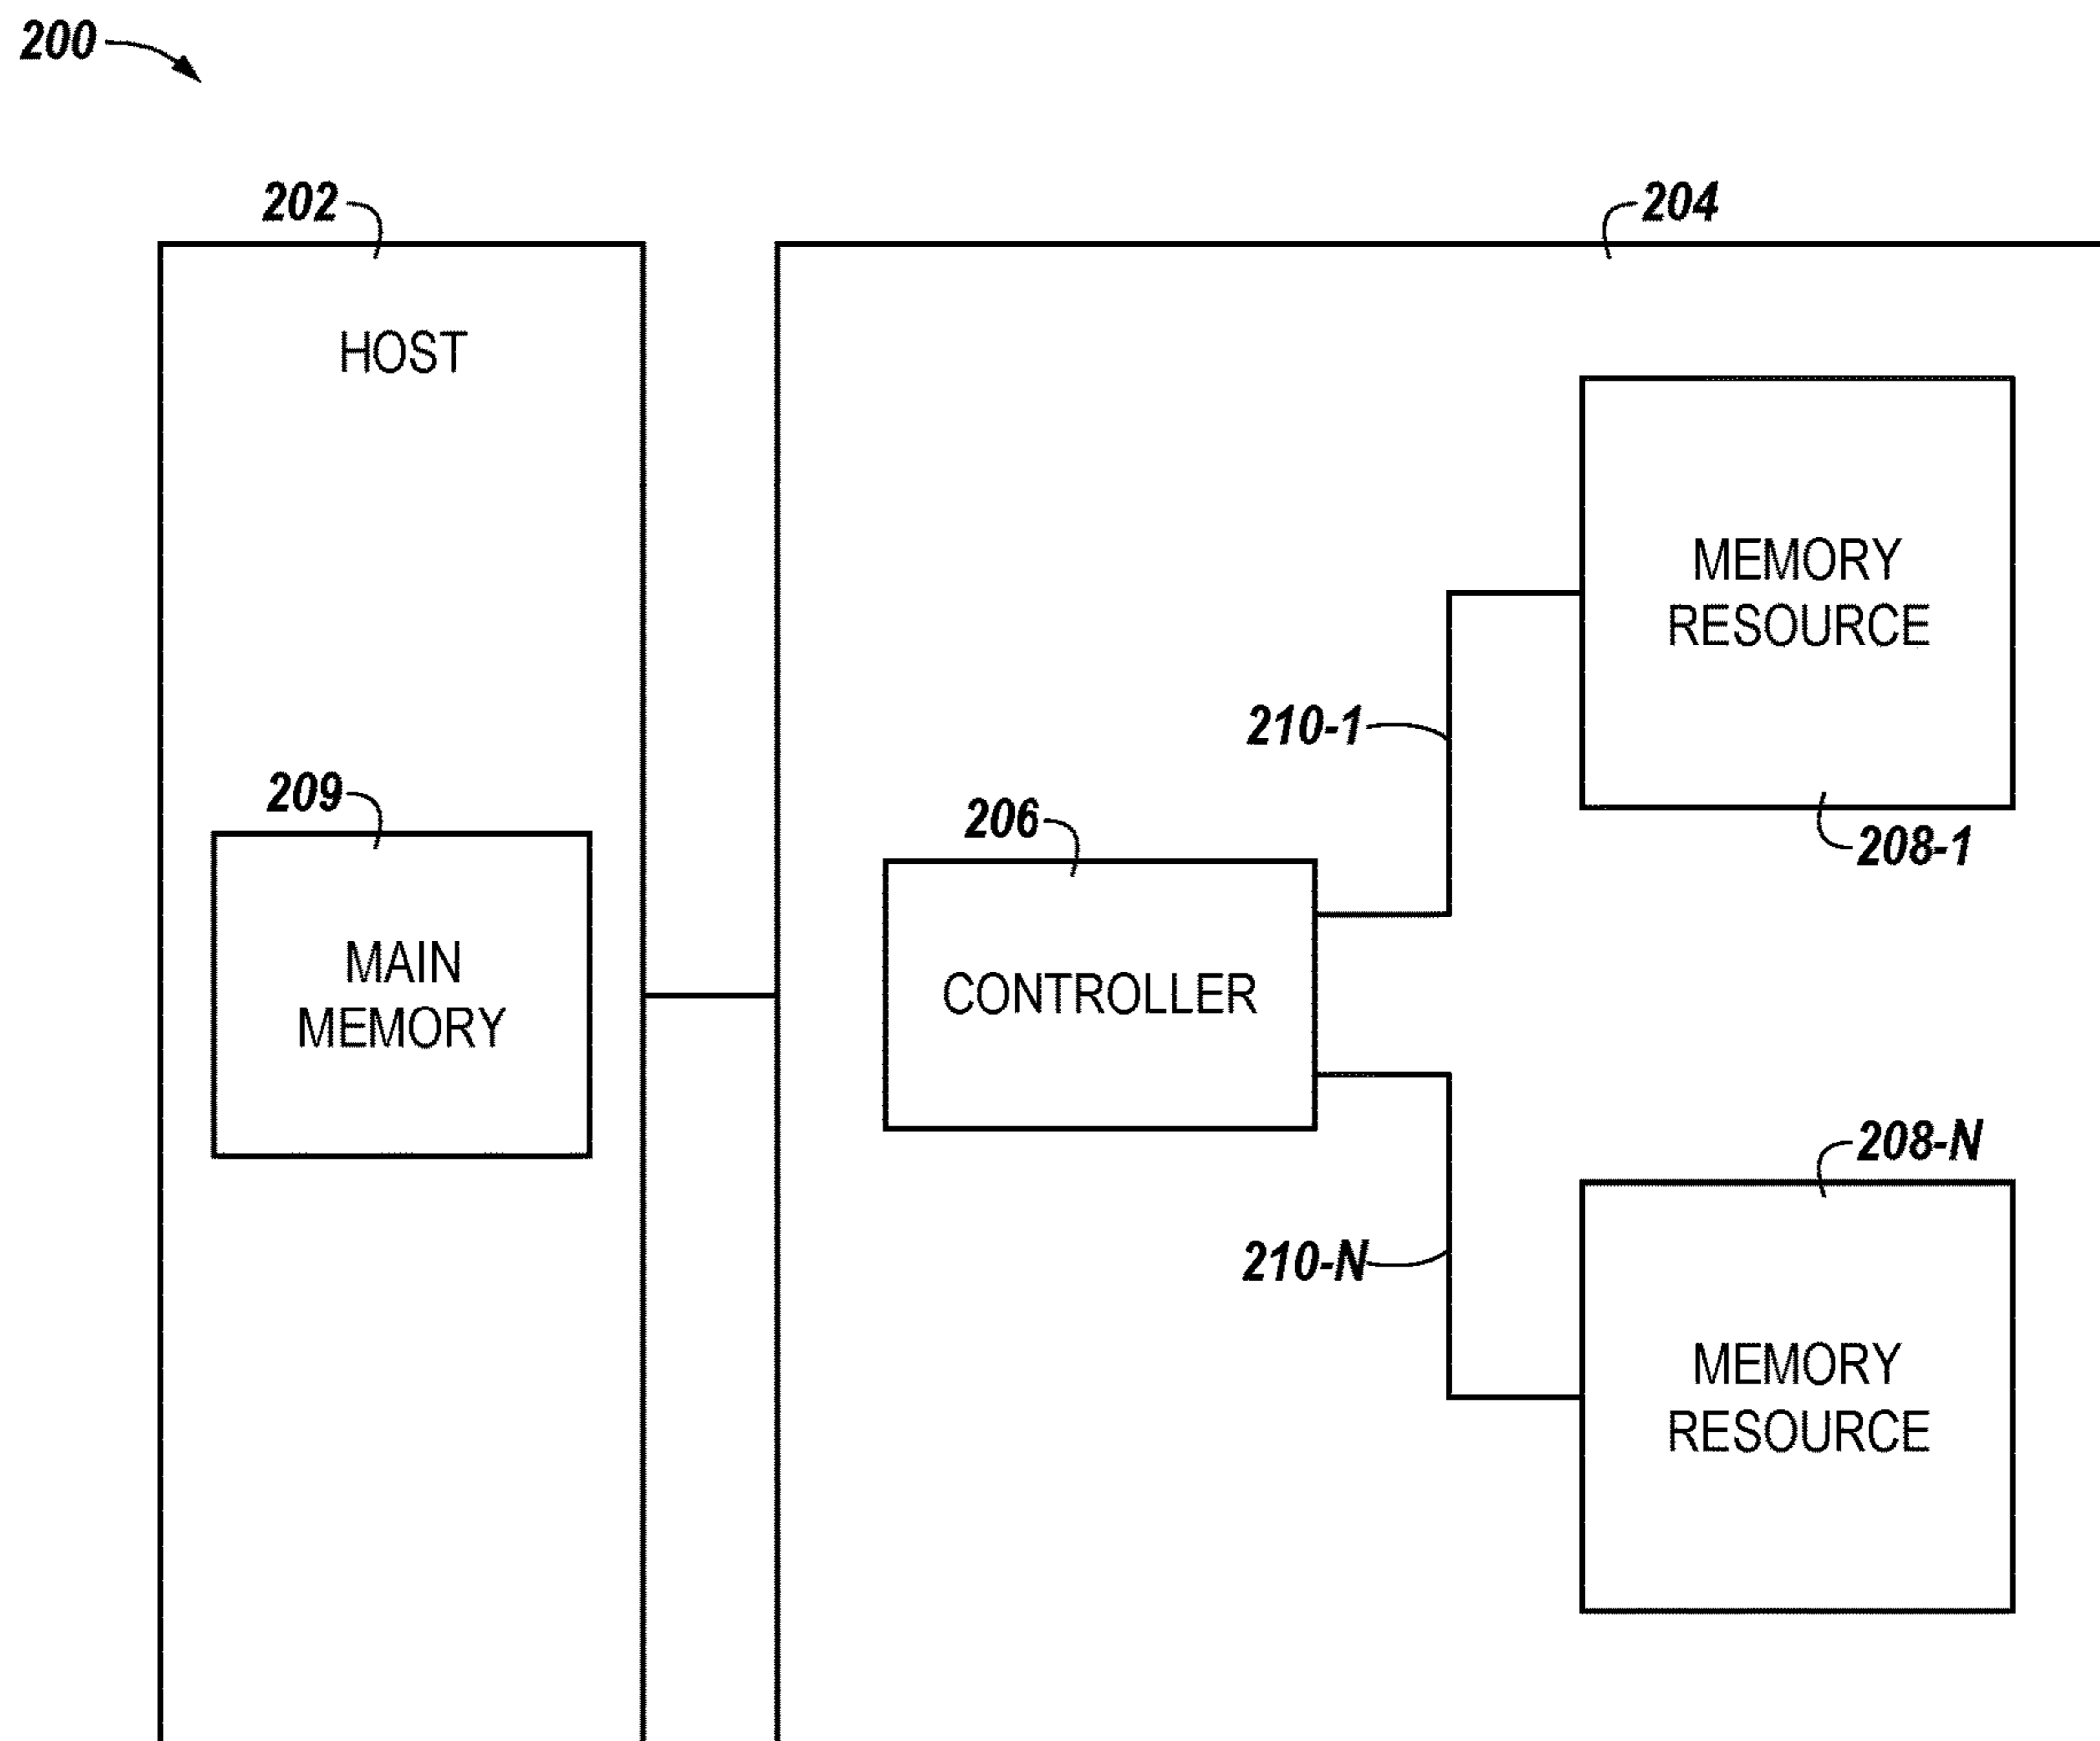 200
202
204
HOST
MEMORY
RESOURCE
210-1
209
206
208-1
MAIN
MEMORY
CONTROLLER
208-N
210-N
MEMORY
RESOURCE